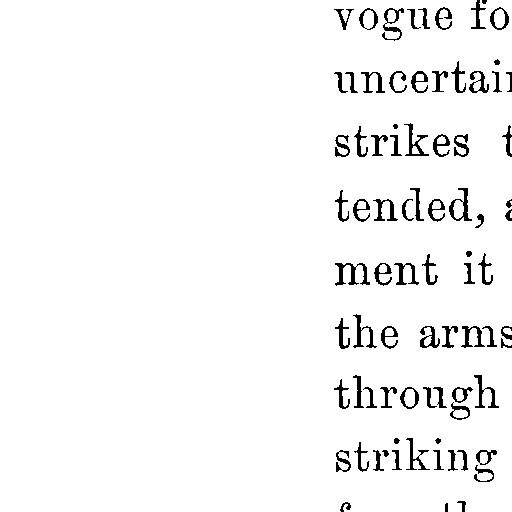 vogue fo
uncertai
strikes t
tended, a
ment it
the arms
through
striking